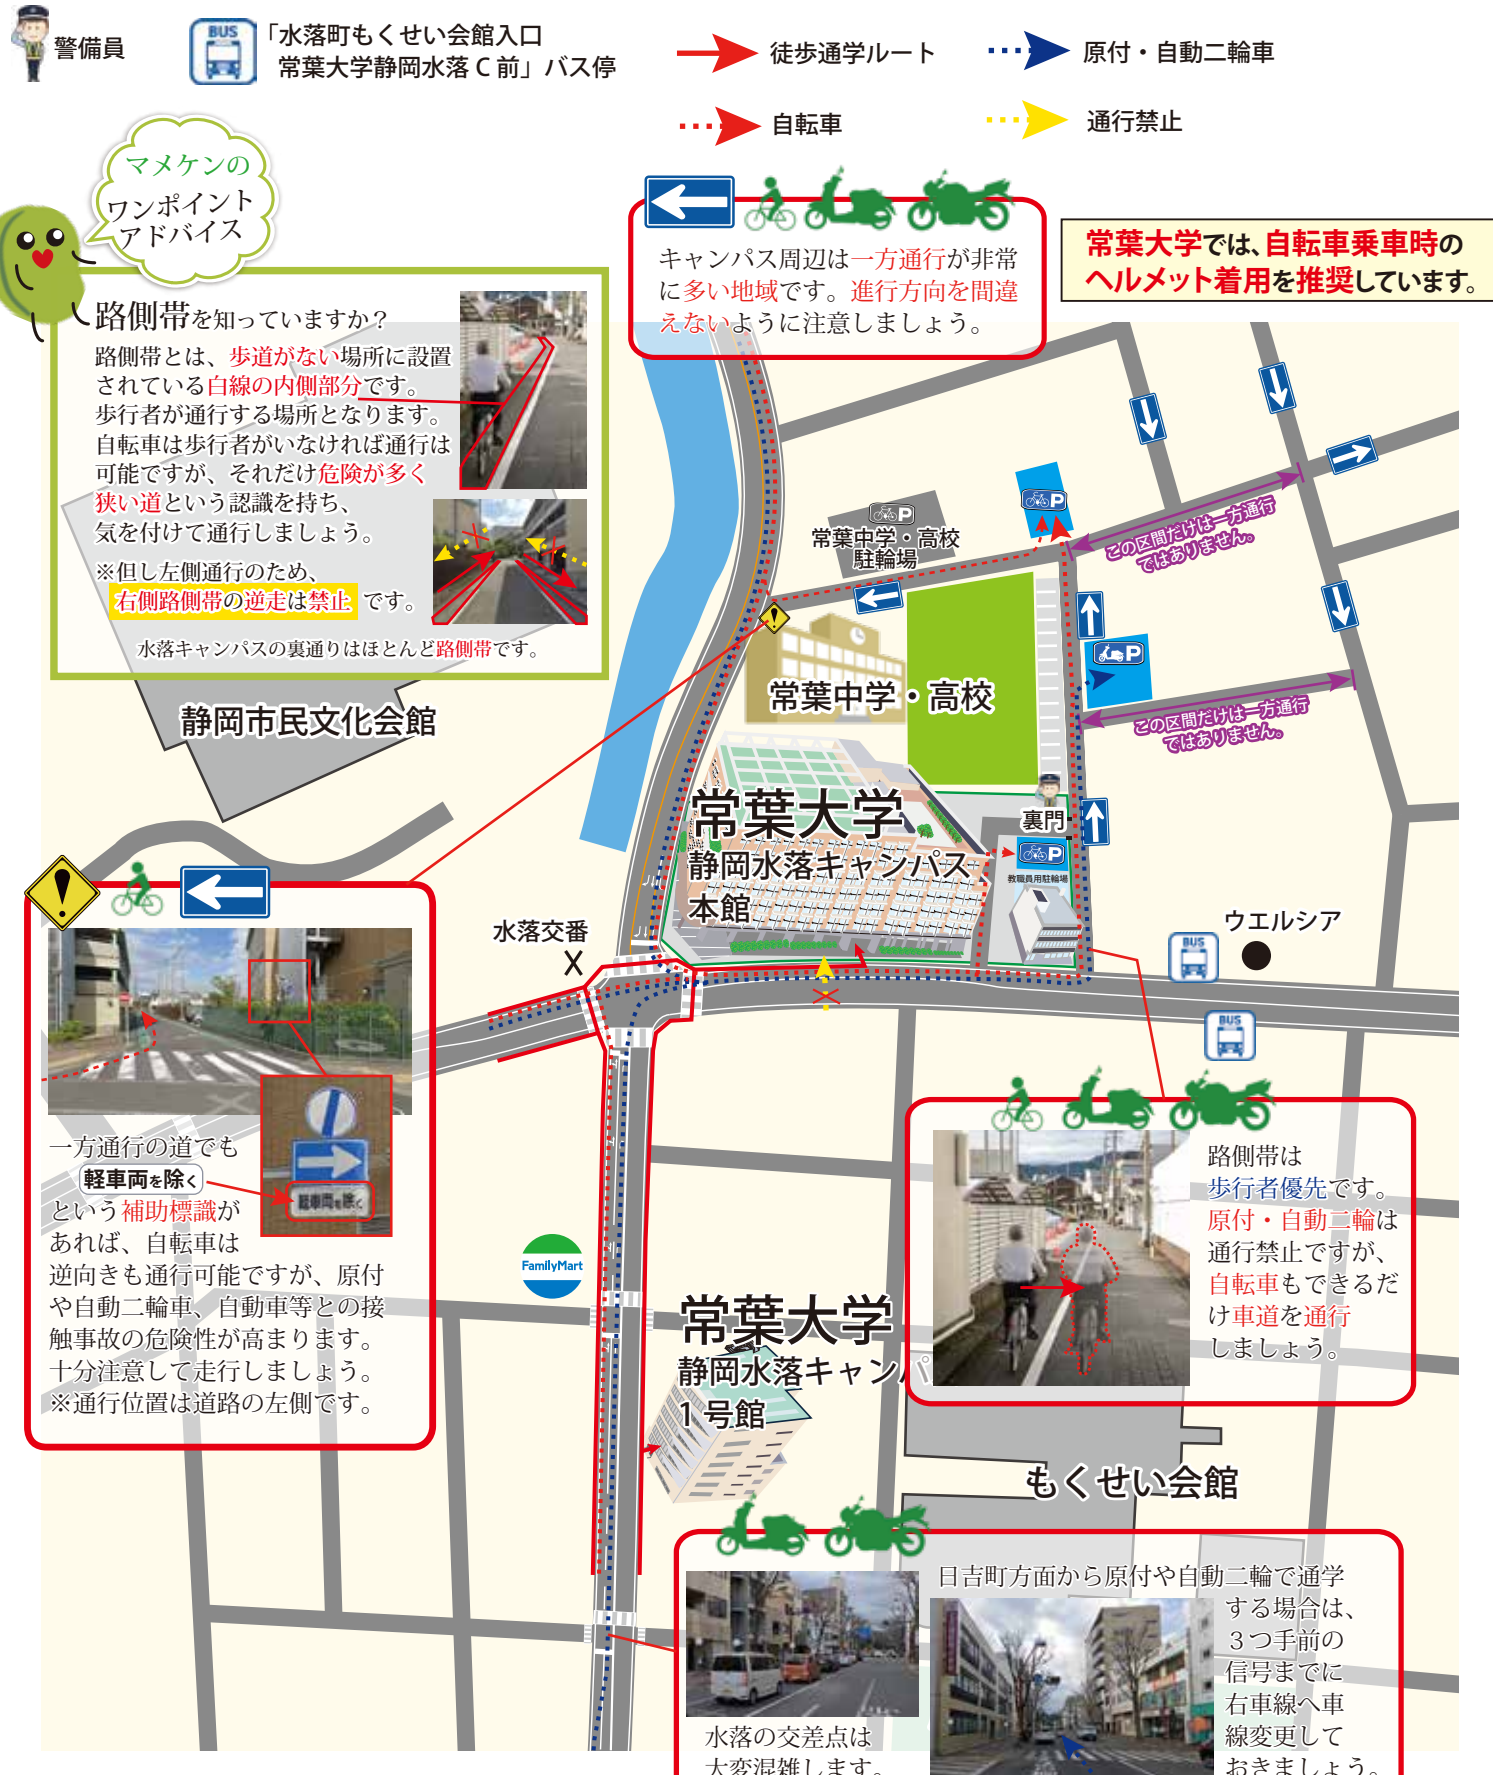 警備員
BUS
「水落町もくせい会館入口
常葉大学静岡水落 C 前」バス停
徒歩通学ルート
原付・自動二輪車
自転車
通行禁止
マメケンの
ワンポイント
アドバイス
路側帯を知っていますか？
路側帯とは、歩道がない場所に設置
されている白線の内側部分です。
歩行者が通行する場所となります。
自転車は歩行者がいなければ通行は
可能ですが、それだけ危険が多く
狭い道という認識を持ち、
気を付けて通行しましょう。
※但し左側通行のため、
右側路側帯の逆走は禁止 です。
水落キャンパスの裏通りはほとんど路側帯です。
キャンパス周辺は一方通行が非常
に多い地域です。進行方向を間違
えないように注意しましょう。
常葉大学では、自転車乗車時の
ヘルメット着用を推奨しています。
P
P
常葉中学・高校
駐輪場
この区間だけは一方通行
ではありません。
P
この区間だけは一方通行
ではありません。
常葉中学・高校
静岡市民文化会館
常葉大学
静岡水落キャンパス
本館
裏門
P
教職員用駐輪場
水落交番
BUS
ウエルシア
BUS
一方通行の道でも
軽車両を除く
という補助標識が
あれば、自転車は
逆向きも通行可能ですが、原付
や自動二輪車、自動車等との接
触事故の危険性が高まります。
十分注意して走行しましょう。
※通行位置は道路の左側です。
軽車両を除く
FamilyMart
常葉大学
静岡水落キャンパ
1 号館
路側帯は
歩行者優先です。
原付・自動二輪は
通行禁止ですが、
自転車もできるだ
け車道を通行
しましょう。
もくせい会館
日吉町方面から原付や自動二輪で通学
する場合は、
３つ手前の
信号までに
右車線へ車
線変更して
おきましょう。
水落の交差点は
大変混雑します。